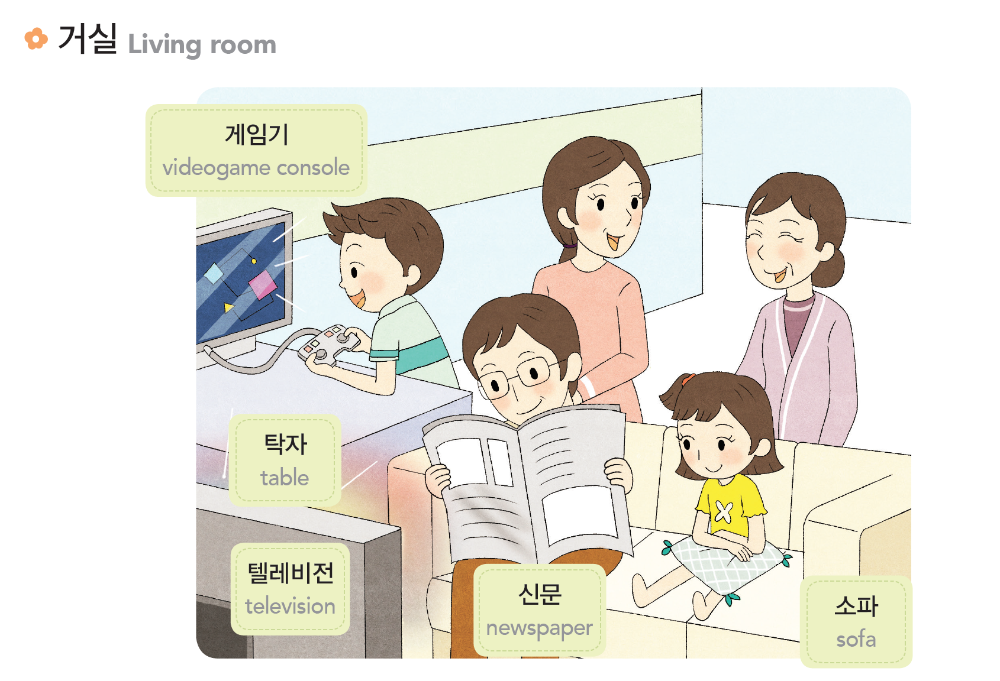 거실 Living room
게임기
videogame console
탁자
table
텔레비전
television
신문
newspaper
소파
sofa